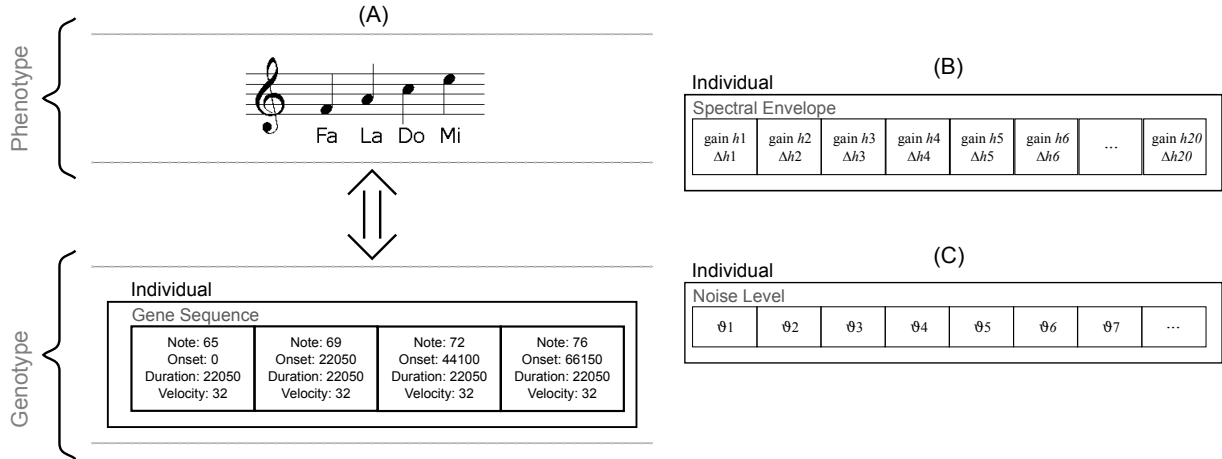 (A)
Phenotype
Fa La Do Mi
Genotype
Individual
Gene Sequence
Note: 65
Onset: 0
Duration: 22050
Velocity: 32
Note: 69
Onset: 22050
Duration: 22050
Velocity: 32
Note: 72
Onset: 44100
Duration: 22050
Velocity: 32
Note: 76
Onset: 66150
Duration: 22050
Velocity: 32
(B)
Individual
Spectral Envelope
gain h1
Δh1
gain h2
Δh2
gain h3
Δh3
gain h4
Δh4
gain h5
Δh5
gain h6
Δh6
...
gain h20
Δh20
(C)
Individual
Noise Level
ϑ1 ϑ2 ϑ3 ϑ4 ϑ5 ϑ6 ϑ7 ...